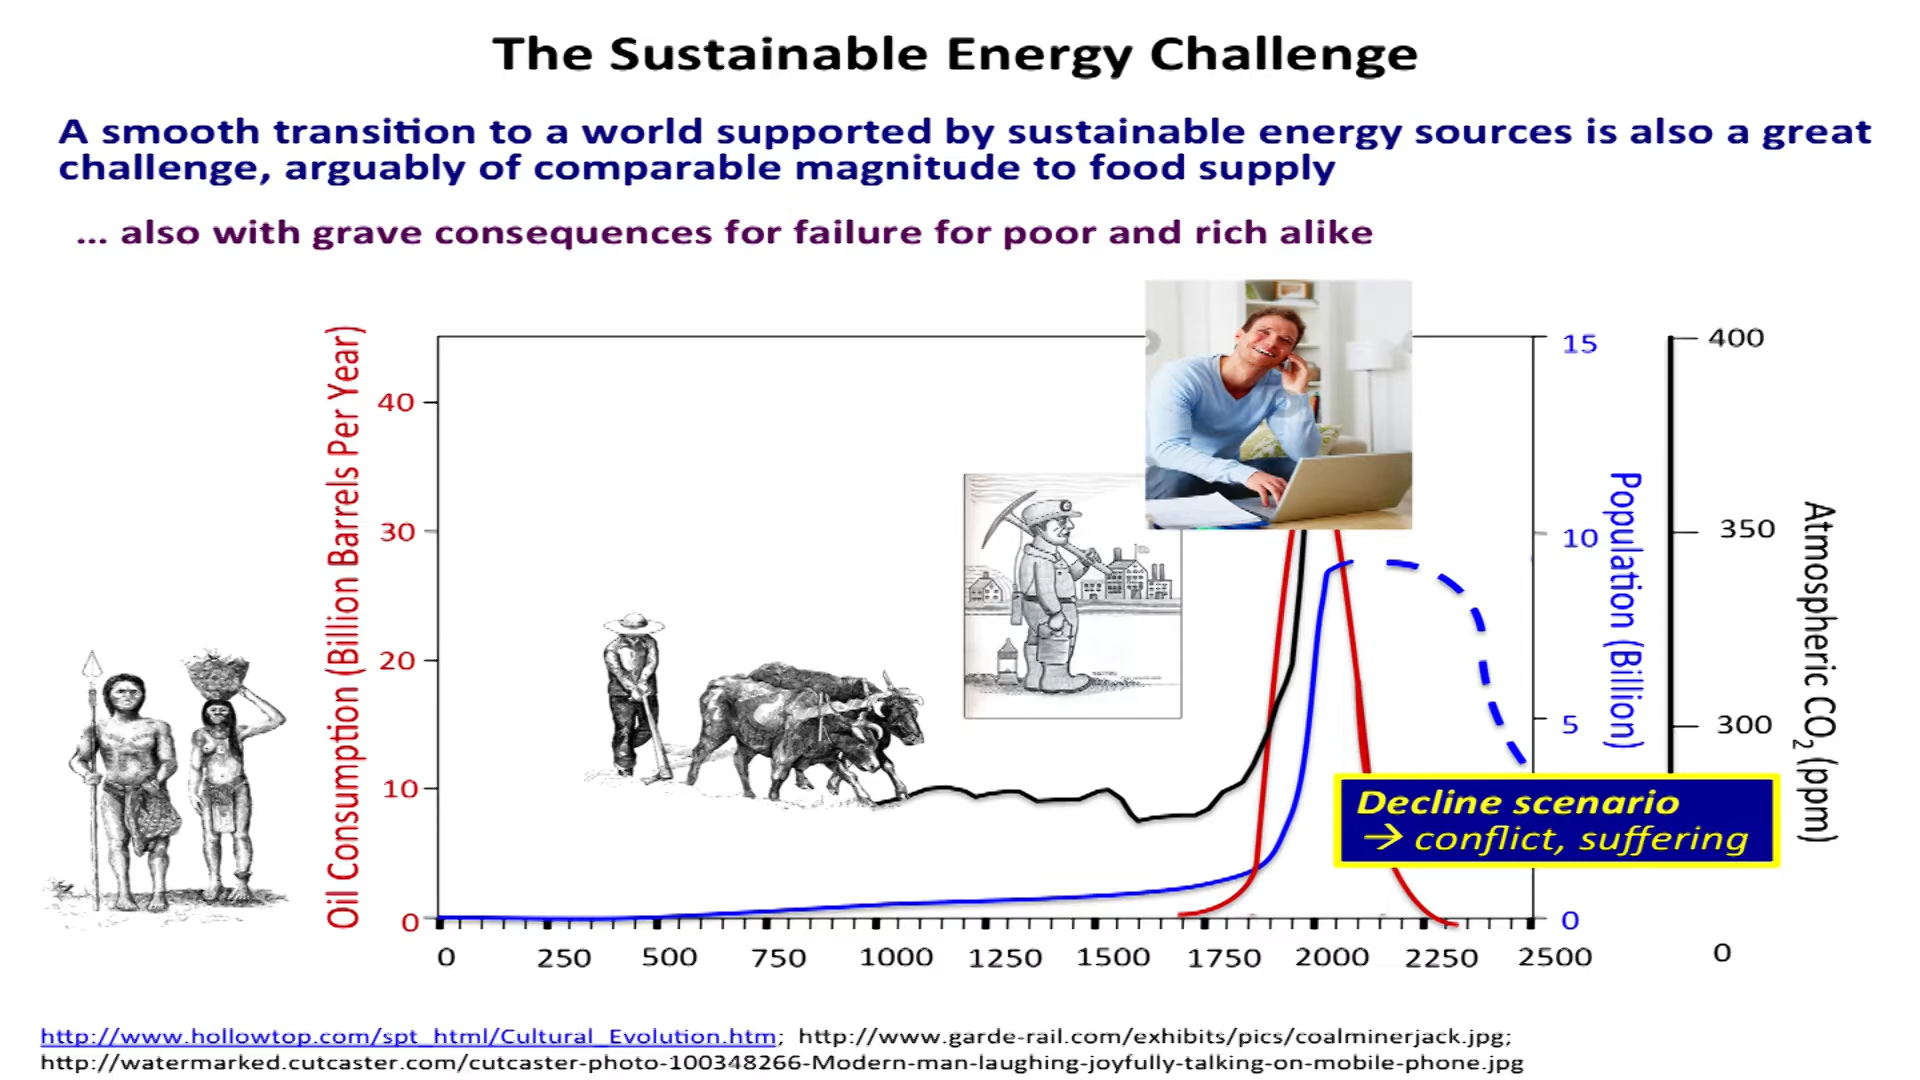 The Sustainable Energy Challenge
A smooth transition to a world supported by sustainable energy sources is also a great
challenge, arguably of comparable magnitude to food supply
... also with grave consequences for failure for poor and rich alike
Oil Consumption (Billion Barrels Per Year)
40
30
20
10
0
15
10
5
0
Population (Billion)
400
350
300
0
Atmospheric CO2 (ppm)
Decline scenario
→ conflict, suffering
0 250 500 750 1000 1250 1500 1750 2000 2250 2500
http://www.hollowtop.com/spt_html/Cultural_Evolution.htm; http://www.garde-rail.com/exhibits/pics/coalminerjack.jpg;
http://watermarked.cutcaster.com/cutcaster-photo-100348266-Modern-man-laughing-joyfully-talking-on-mobile-phone.jpg